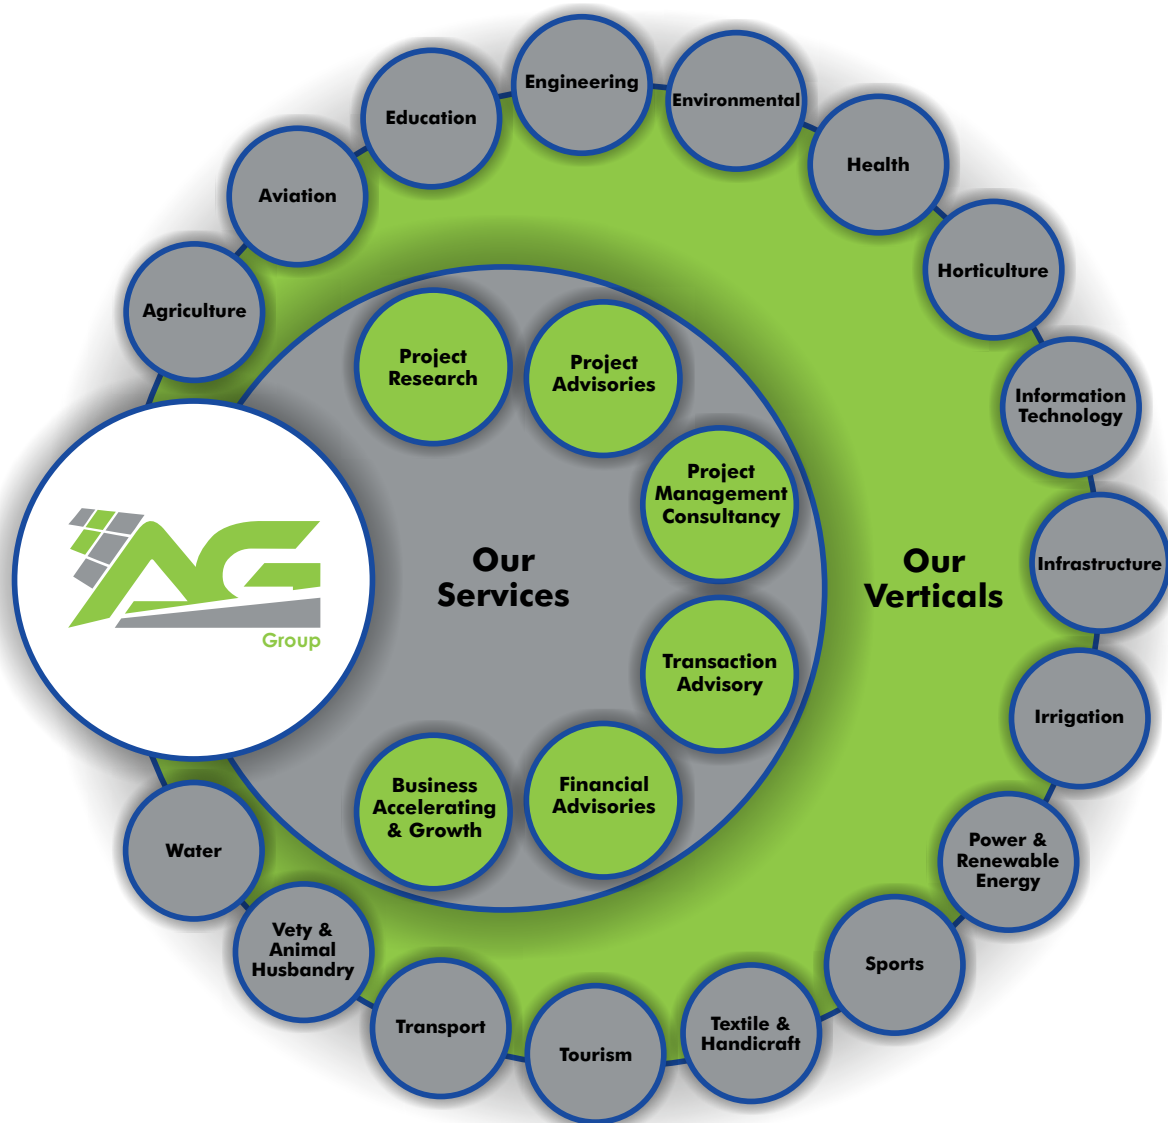 Engineering
Environmental
Education
Health
Aviation
Horticulture
Agriculture
Information
Technology
Infrastructure
Irrigation
Power &
Renewable
Energy
Sports
Textile &
Handicraft
Tourism
Transport
Vety &
Animal
Husbandry
Water
Our
Verticals
Project
Research
Project
Advisories
Project
Management
Consultancy
Transaction
Advisory
Financial
Advisories
Business
Accelerating
& Growth
Our
Services
AG
Group